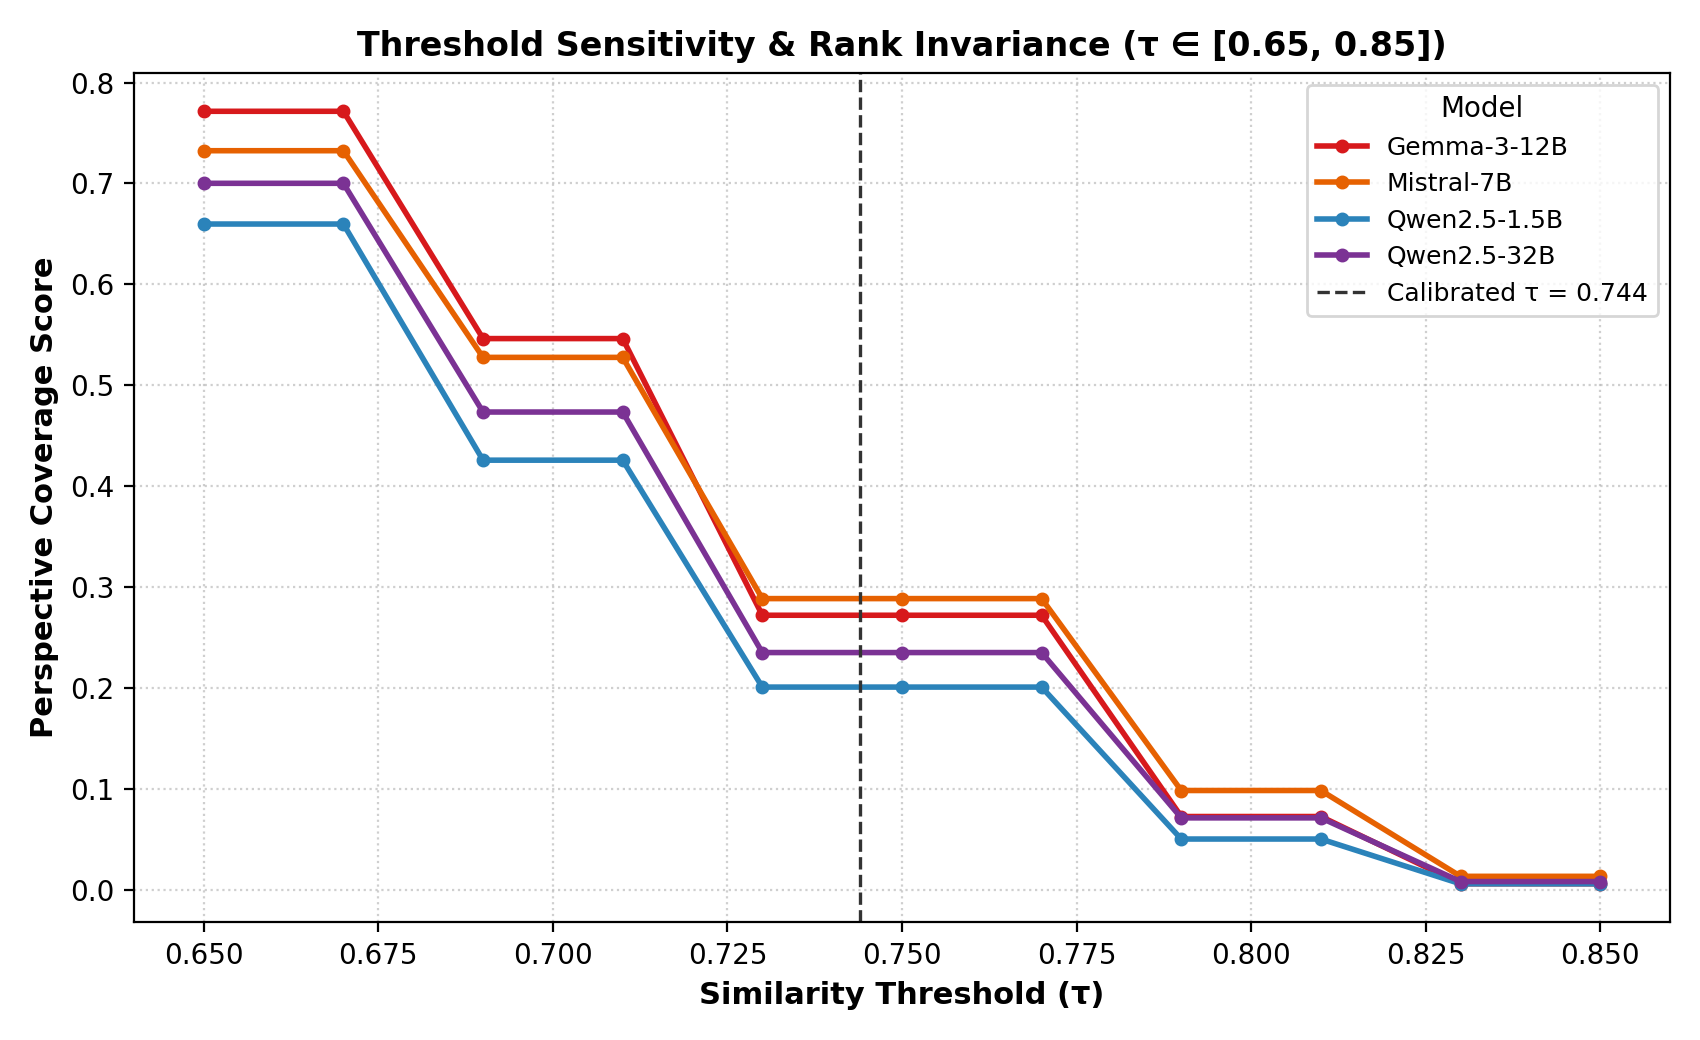 Threshold Sensitivity & Rank Invariance (τ ∈ [0.65, 0.85])
Perspective Coverage Score
0.8
0.7
0.6
0.5
0.4
0.3
0.2
0.1
0.0
Model
Gemma-3-12B
Mistral-7B
Qwen2.5-1.5B
Qwen2.5-32B
Calibrated τ = 0.744
0.650 0.675 0.700 0.725 0.750 0.775 0.800 0.825 0.850
Similarity Threshold (τ)